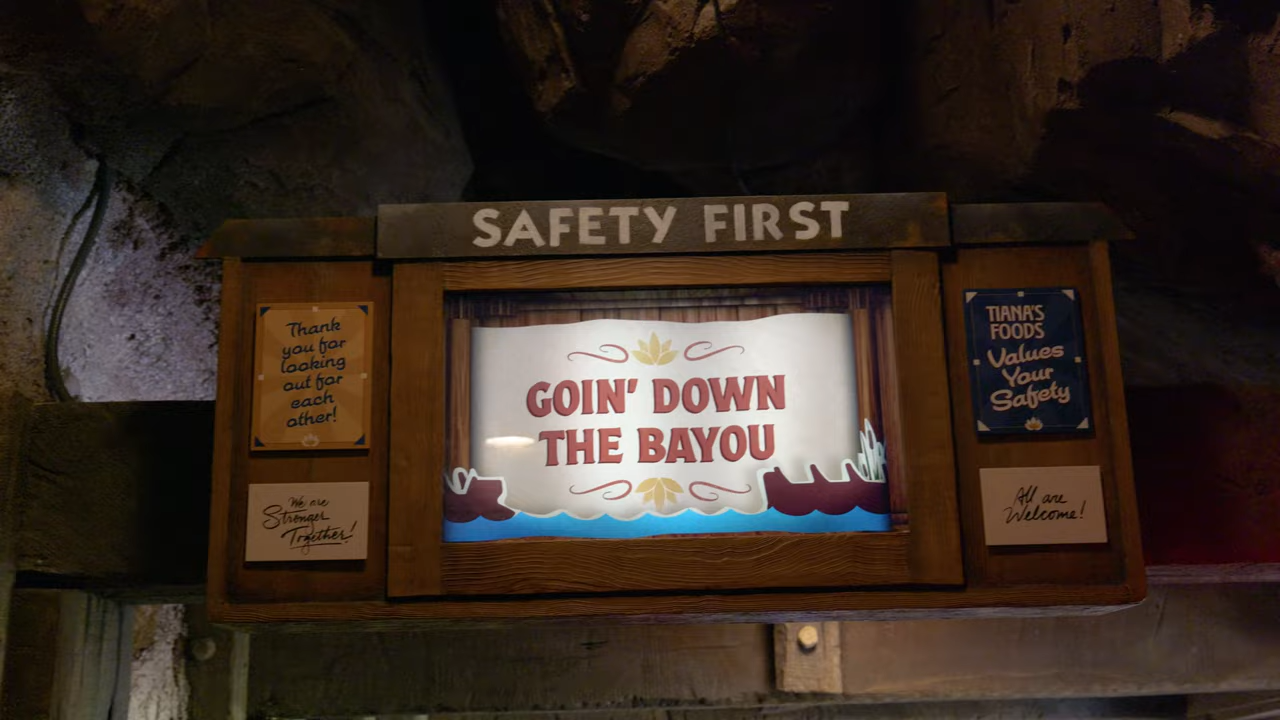 SAFETY FIRST
Thank
you for
looking
out for
each
other!
We are
Stronger
Together!
GOIN' DOWN
THE BAYOU
TIANA'S
FOODS
Values
Your
Safety
All are
Welcome!